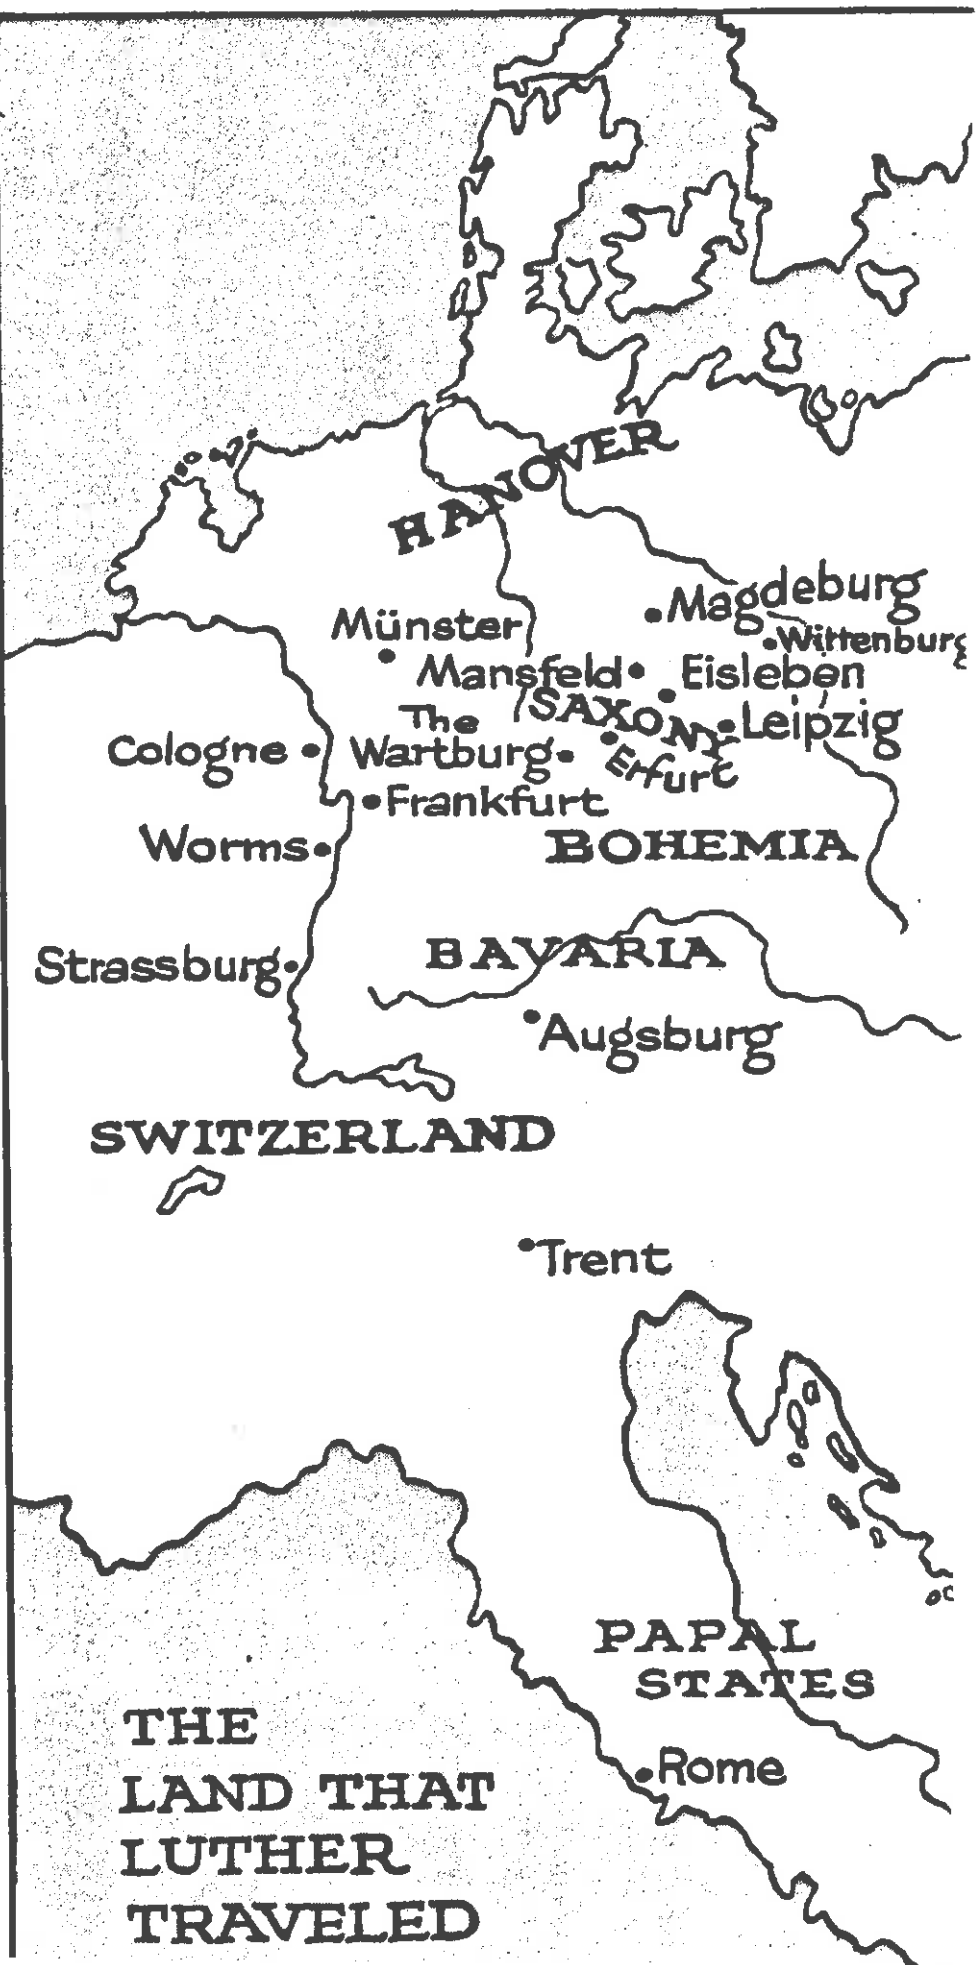 HANOVER
Magdeburg
Münster
Wittenburg
Mansfeld
Eisleben
SAXONY
The
Wartburg
Leipzig
Cologne
Erfurt
Frankfurt
Worms
BOHEMIA
Strassburg
BAVARIA
Augsburg
SWITZERLAND
Trent
PAPAL
STATES
Rome
THE
LAND THAT
LUTHER
TRAVELED